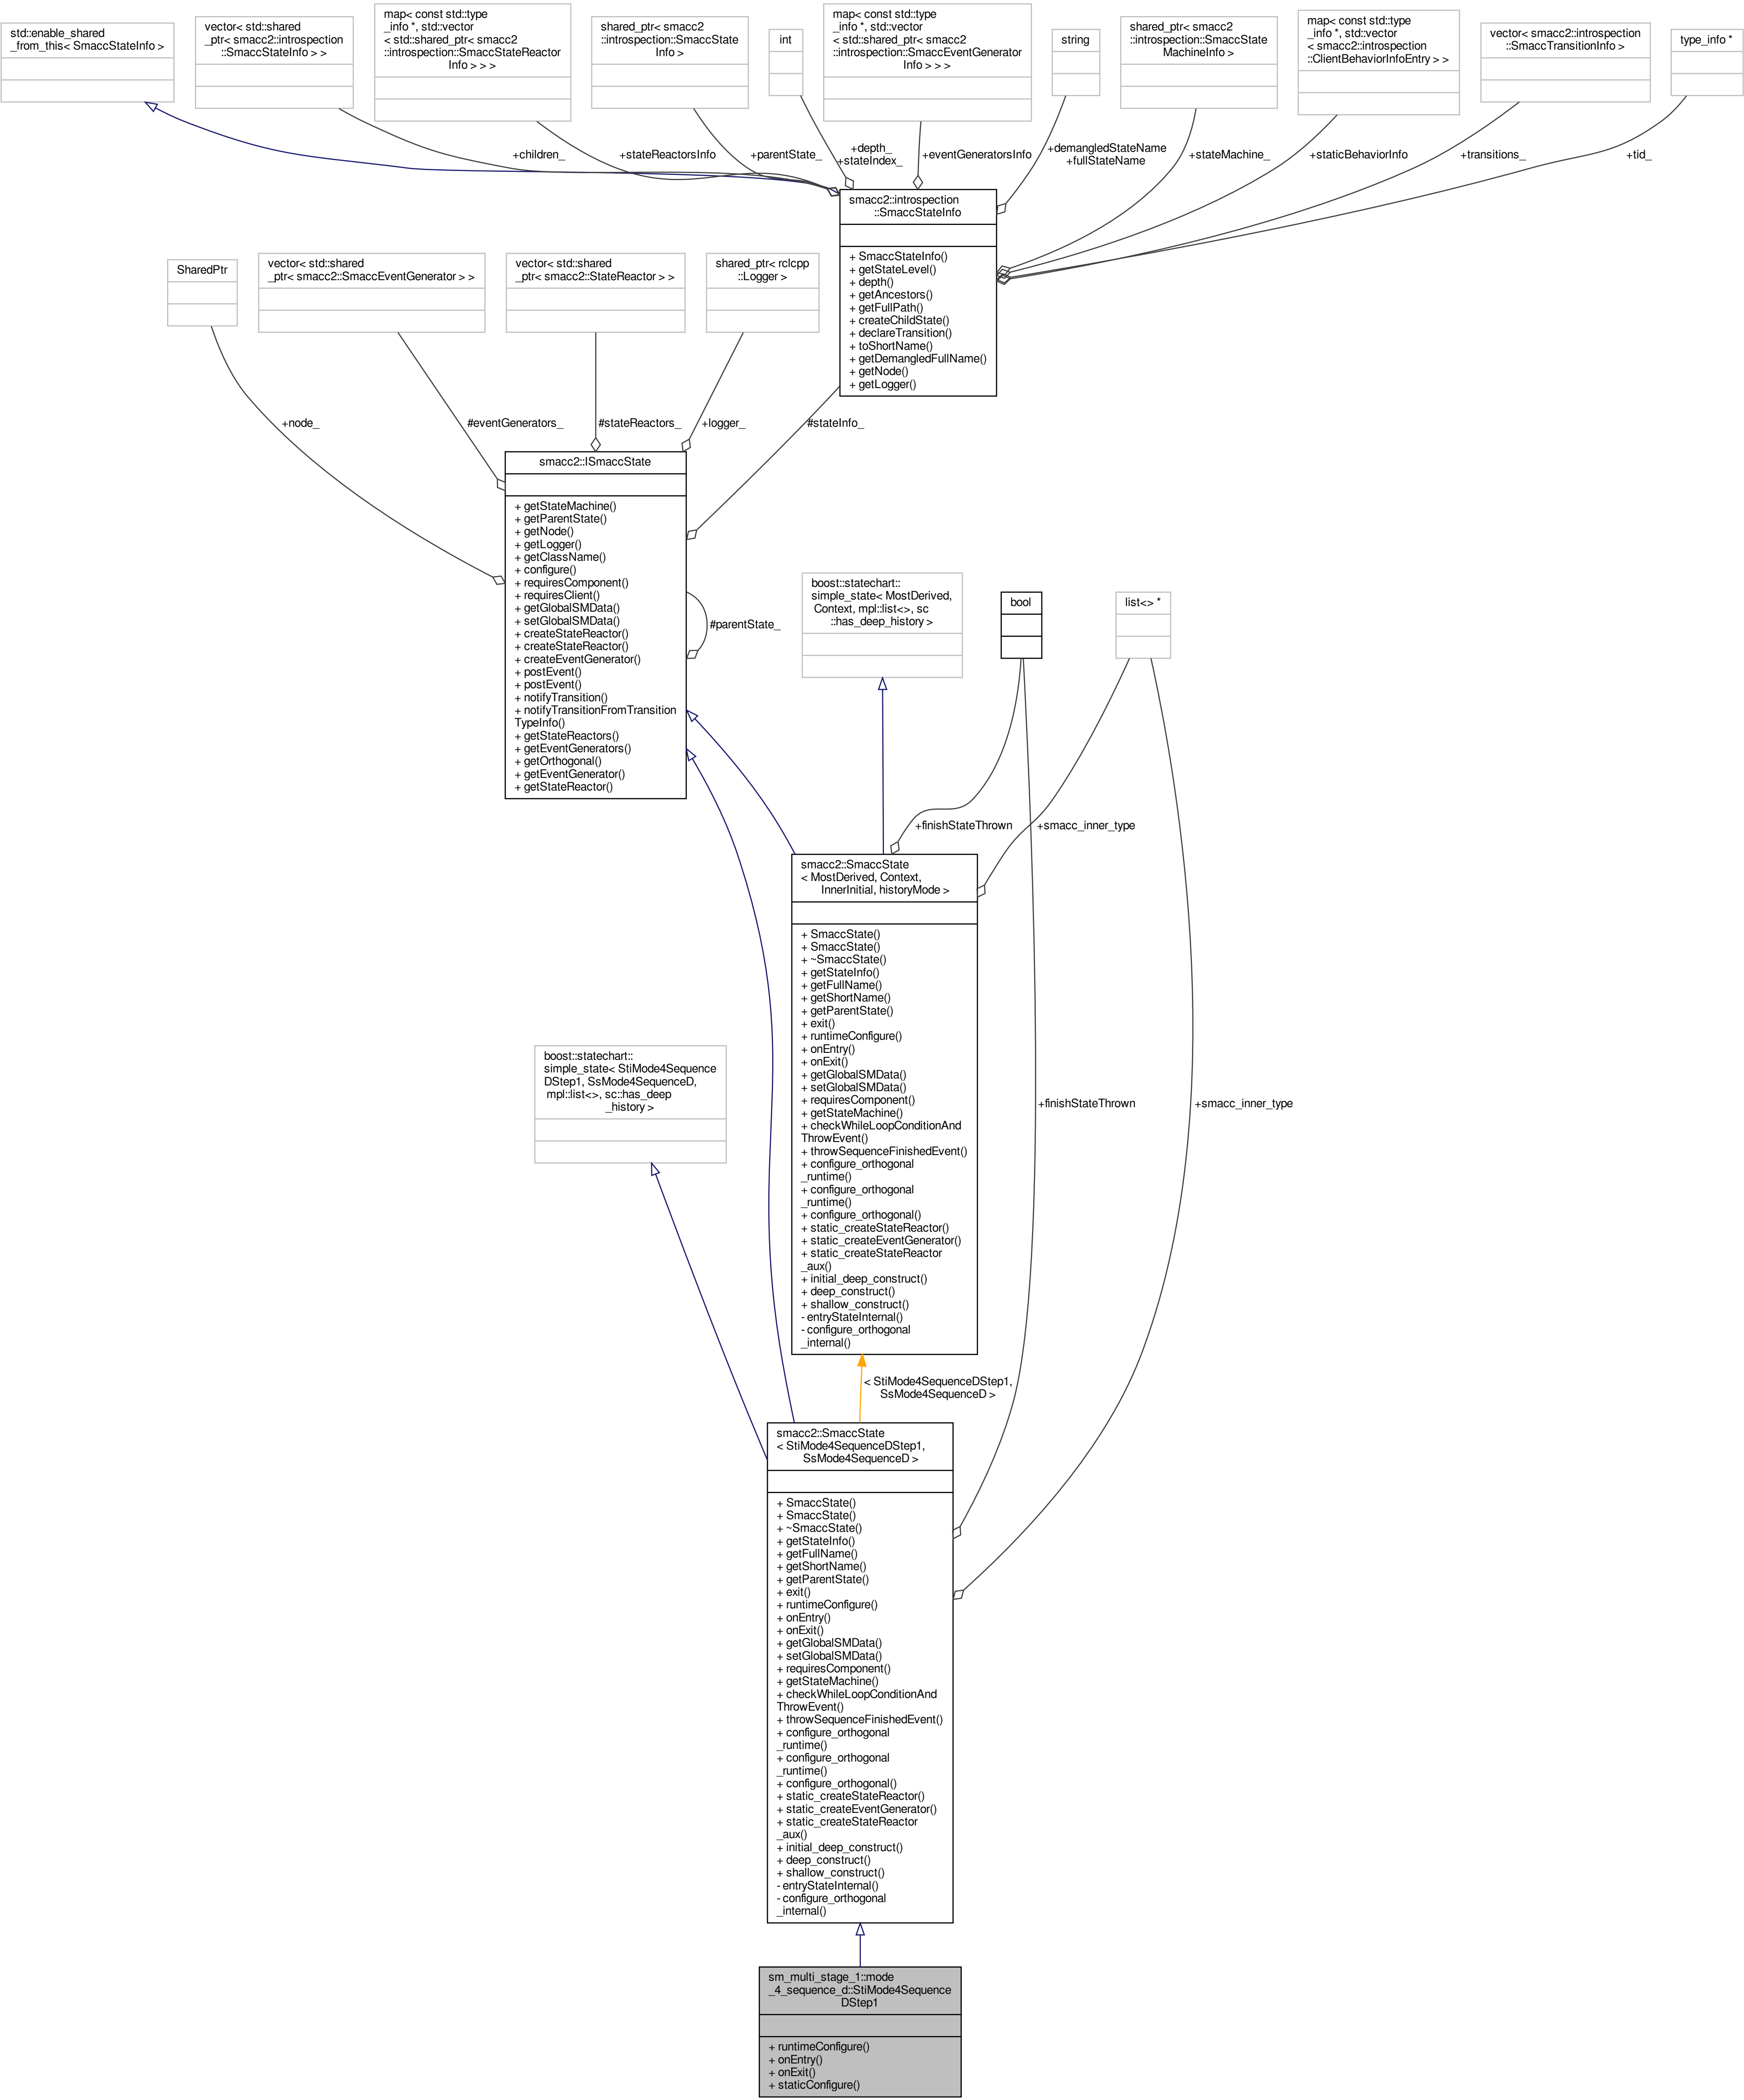 std::enable_shared
_from_this< SmaccStateInfo >
vector< std::shared
_ptr< smacc2::introspection
::SmaccStateInfo > >
map< const std::type
_info *, std::vector
< std::shared_ptr< smacc2
::introspection::SmaccStateReactor
Info > > >
shared_ptr< smacc2
::introspection::SmaccState
Info >
int
map< const std::type
_info *, std::vector
< std::shared_ptr< smacc2
::introspection::SmaccEventGenerator
Info > > >
string
shared_ptr< smacc2
::introspection::SmaccState
MachineInfo >
map< const std::type
_info *, std::vector
< smacc2::introspection
::ClientBehaviorInfoEntry > >
vector< smacc2::introspection
::SmaccTransitionInfo >
type_info *
+children_
+stateReactorsInfo
+parentState_
+depth_
+stateIndex_
+eventGeneratorsInfo
+demangledStateName
+fullStateName
+stateMachine_
+staticBehaviorInfo
+transitions_
+tid_
smacc2::introspection
::SmaccStateInfo
+ SmaccStateInfo()
+ getStateLevel()
+ depth()
+ getAncestors()
+ getFullPath()
+ createChildState()
+ declareTransition()
+ toShortName()
+ getDemangledFullName()
+ getNode()
+ getLogger()
SharedPtr
vector< std::shared
_ptr< smacc2::SmaccEventGenerator > >
vector< std::shared
_ptr< smacc2::StateReactor > >
shared_ptr< rclcpp
::Logger >
+node_
#eventGenerators_
#stateReactors_
+logger_
#stateInfo_
smacc2::ISmaccState
+ getStateMachine()
+ getParentState()
+ getNode()
+ getLogger()
+ getClassName()
+ configure()
+ requiresComponent()
+ requiresClient()
+ getGlobalSMData()
+ setGlobalSMData()
+ createStateReactor()
+ createStateReactor()
+ createEventGenerator()
+ postEvent()
+ postEvent()
+ notifyTransition()
+ notifyTransitionFromTransition
TypeInfo()
+ getStateReactors()
+ getEventGenerators()
+ getOrthogonal()
+ getEventGenerator()
+ getStateReactor()
#parentState_
boost::statechart::
simple_state< MostDerived,
Context, mpl::list<>, sc
::has_deep_history >
bool
list<> *
+finishStateThrown
+smacc_inner_type
smacc2::SmaccState
< MostDerived, Context,
InnerInitial, historyMode >
+ SmaccState()
+ SmaccState()
+ ~SmaccState()
+ getStateInfo()
+ getFullName()
+ getShortName()
+ getParentState()
+ exit()
+ runtimeConfigure()
+ onEntry()
+ onExit()
+ getGlobalSMData()
+ setGlobalSMData()
+ requiresComponent()
+ getStateMachine()
+ checkWhileLoopConditionAnd
ThrowEvent()
+ throwSequenceFinishedEvent()
+ configure_orthogonal
_runtime()
+ configure_orthogonal
_runtime()
+ configure_orthogonal()
+ static_createStateReactor()
+ static_createEventGenerator()
+ static_createStateReactor
_aux()
+ initial_deep_construct()
+ deep_construct()
+ shallow_construct()
- entryStateInternal()
- configure_orthogonal
_internal()
boost::statechart::
simple_state< StiMode4Sequence
DStep1, SsMode4SequenceD,
mpl::list<>, sc::has_deep
_history >
+finishStateThrown
+smacc_inner_type
< StiMode4SequenceDStep1,
SsMode4SequenceD >
smacc2::SmaccState
< StiMode4SequenceDStep1,
SsMode4SequenceD >
+ SmaccState()
+ SmaccState()
+ ~SmaccState()
+ getStateInfo()
+ getFullName()
+ getShortName()
+ getParentState()
+ exit()
+ runtimeConfigure()
+ onEntry()
+ onExit()
+ getGlobalSMData()
+ setGlobalSMData()
+ requiresComponent()
+ getStateMachine()
+ checkWhileLoopConditionAnd
ThrowEvent()
+ throwSequenceFinishedEvent()
+ configure_orthogonal
_runtime()
+ configure_orthogonal
_runtime()
+ configure_orthogonal()
+ static_createStateReactor()
+ static_createEventGenerator()
+ static_createStateReactor
_aux()
+ initial_deep_construct()
+ deep_construct()
+ shallow_construct()
- entryStateInternal()
- configure_orthogonal
_internal()
sm_multi_stage_1::mode
_4_sequence_d::StiMode4Sequence
DStep1
+ runtimeConfigure()
+ onEntry()
+ onExit()
+ staticConfigure()